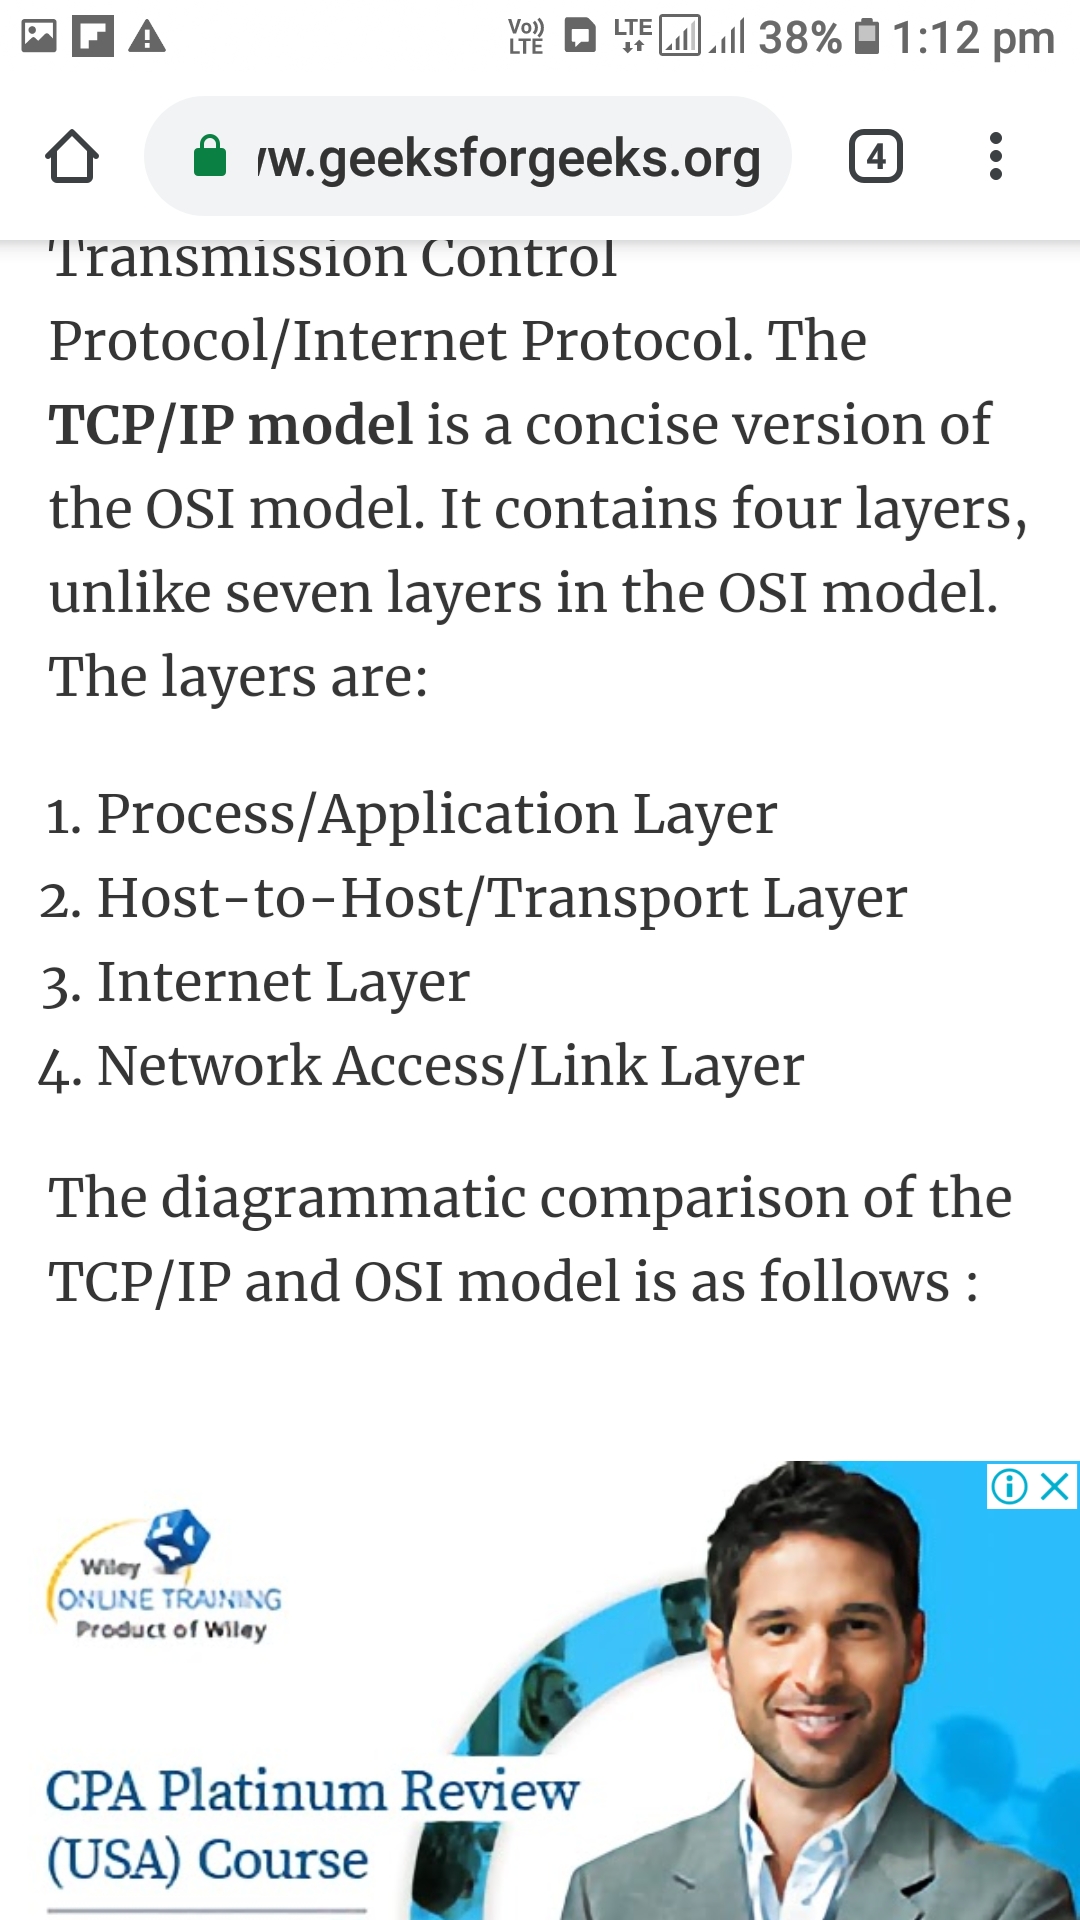 Vo)) LTE LTE 38% 1:12 pm
w.geeksforgeeks.org 4
Transmission Control
Protocol/Internet Protocol. The
TCP/IP model is a concise version of
the OSI model. It contains four layers,
unlike seven layers in the OSI model.
The layers are:
1. Process/Application Layer
2. Host-to-Host/Transport Layer
3. Internet Layer
4. Network Access/Link Layer
The diagrammatic comparison of the
TCP/IP and OSI model is as follows :
Wiley
ONLINE TRAINING
Product of Wiley
CPA Platinum Review
(USA) Course